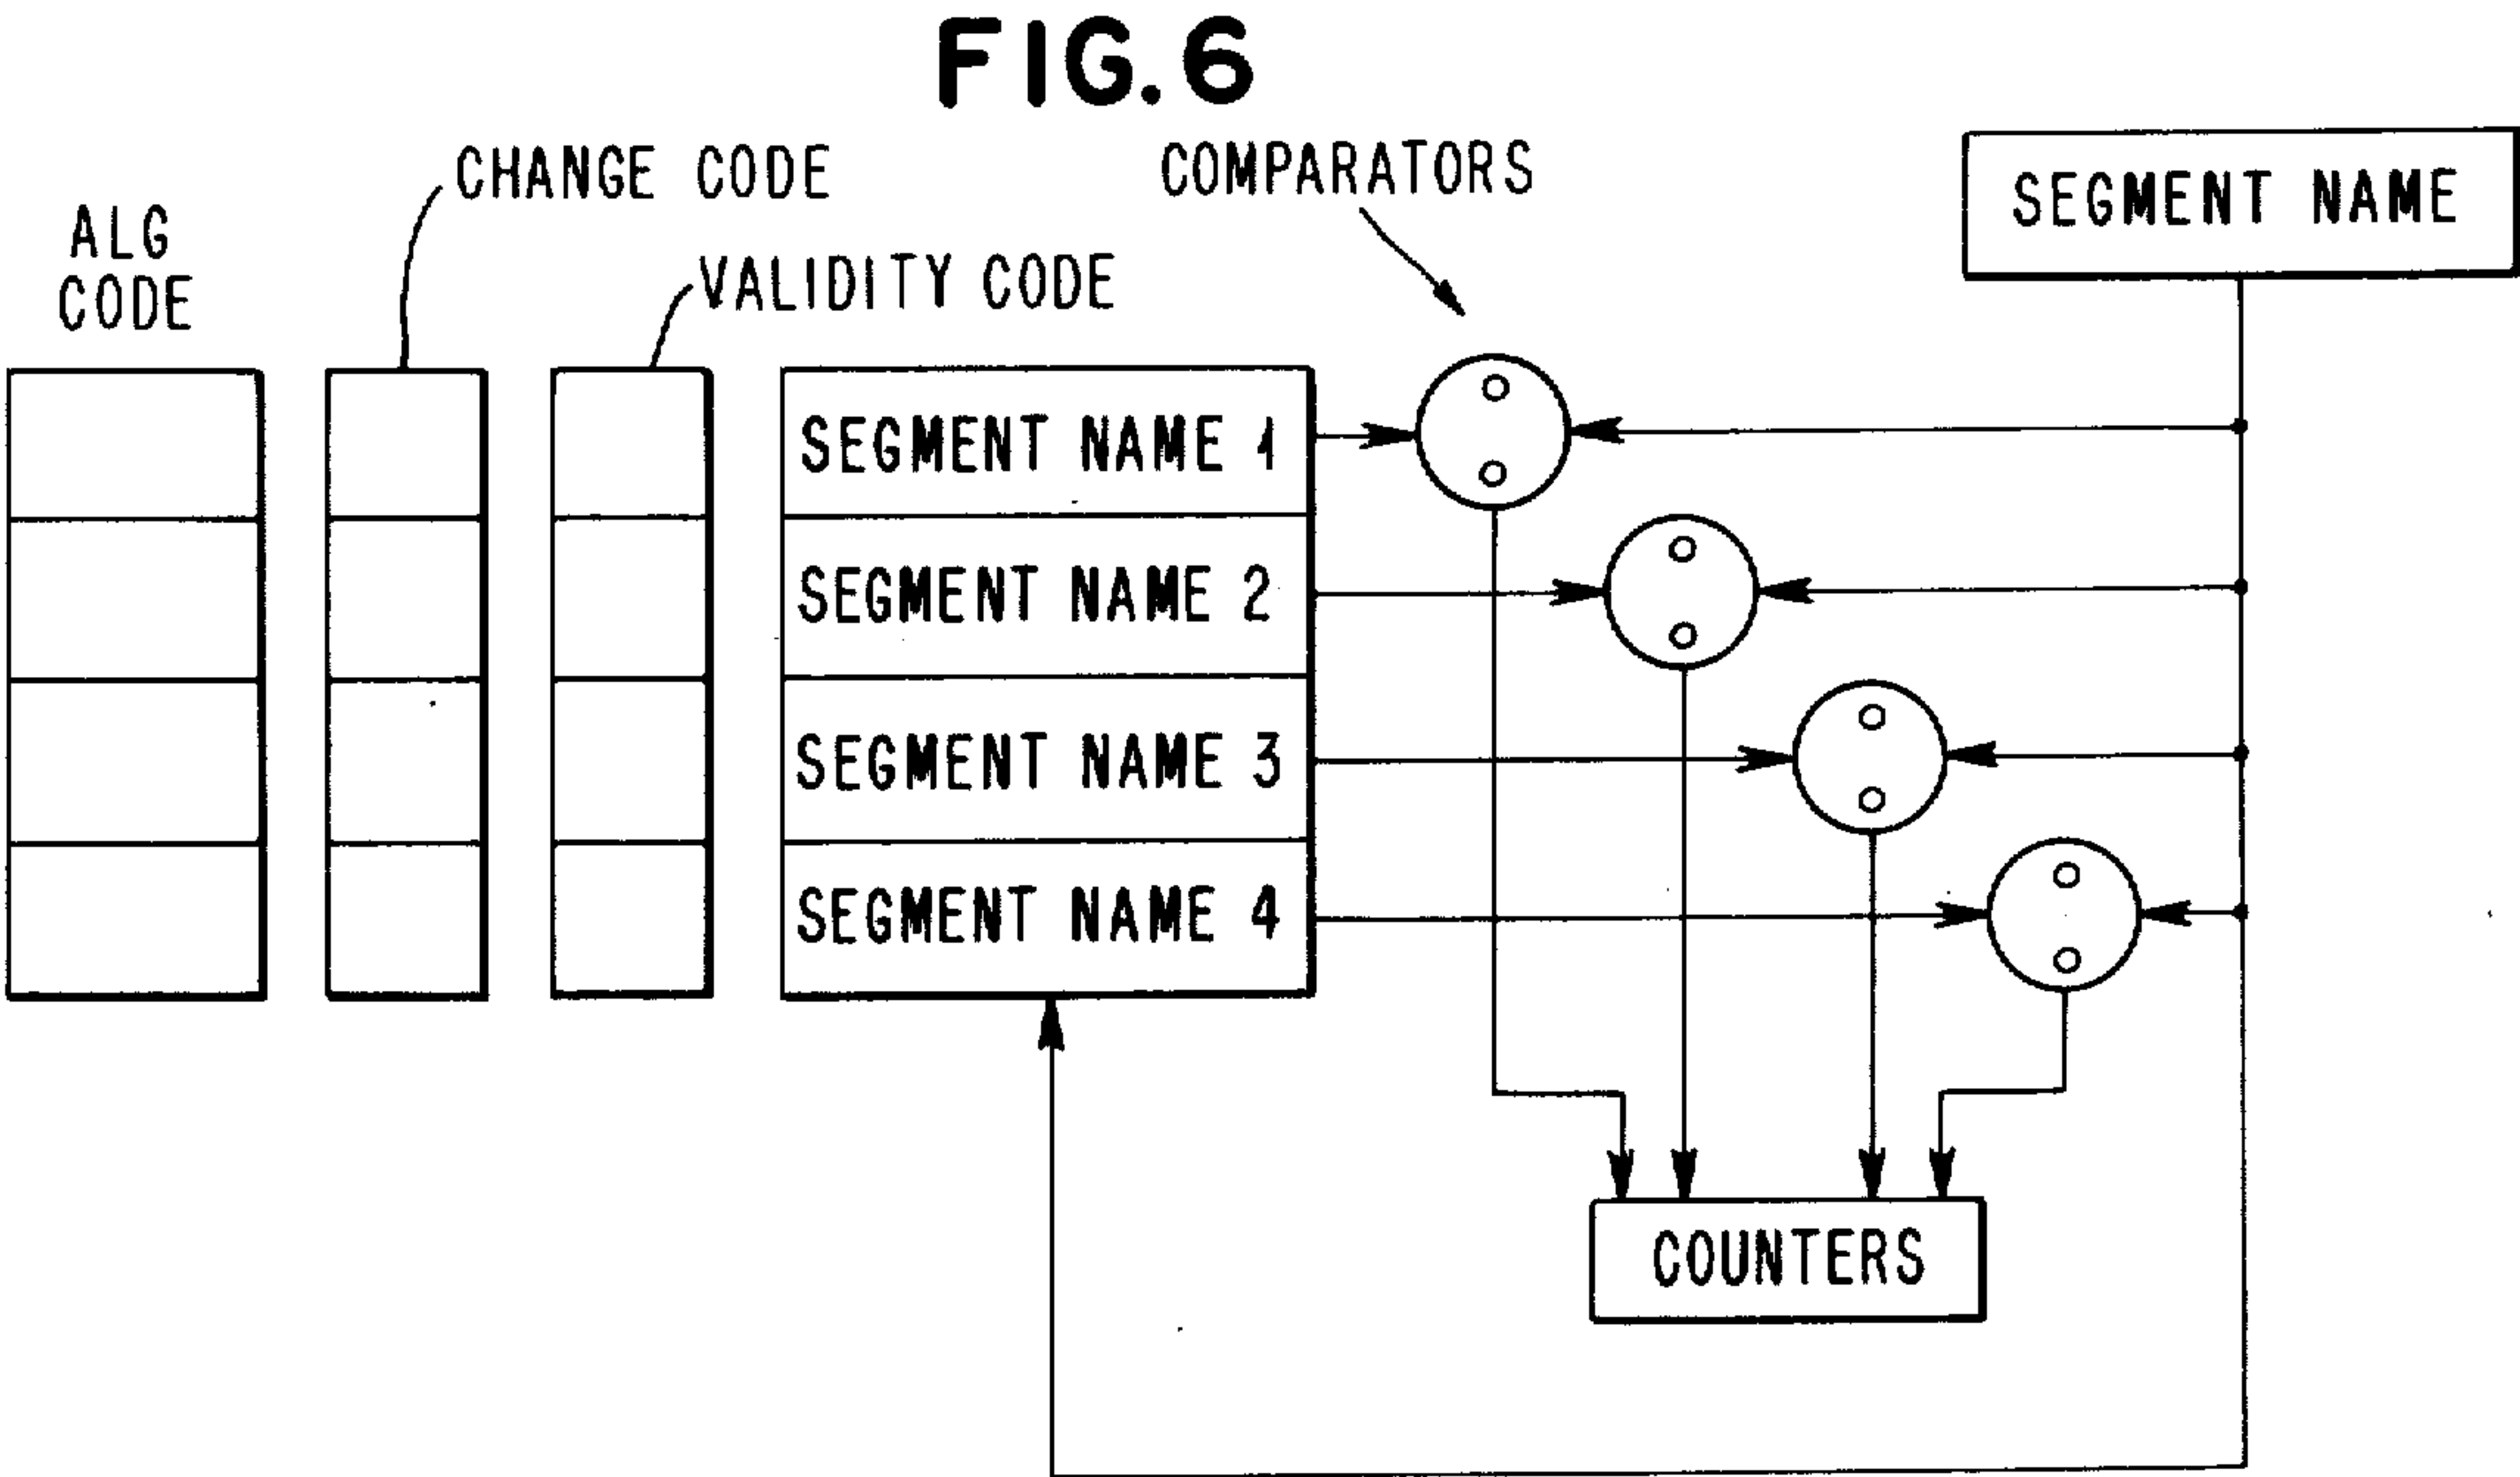 FIG.6
CHANGE CODE
COMPARATORS
SEGMENT NAME
ALG
CODE
VALIDITY CODE
SEGMENT NAME 1
SEGMENT NAME 2
SEGMENT NAME 3
SEGMENT NAME 4
COUNTERS